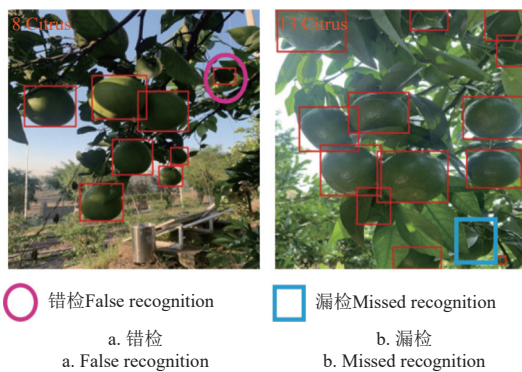 8 Citrus
13 Citrus
错检False recognition
漏检Missed recognition
a. 错检
b. 漏检
a. False recognition
b. Missed recognition